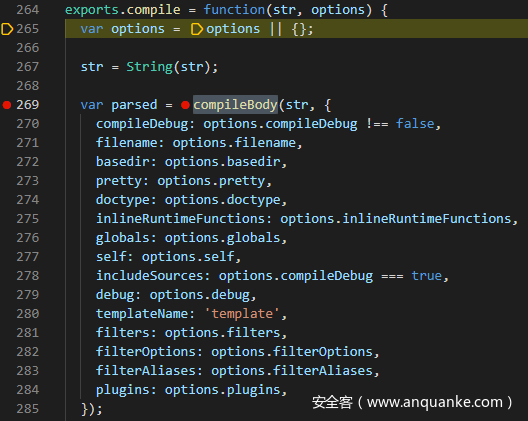 264 exports.compile = function(str, options) {
265 var options = options || {};
266
267 str = String(str);
268
269 var parsed = compileBody(str, {
270 compileDebug: options.compileDebug !== false,
271 filename: options.filename,
272 basedir: options.basedir,
273 pretty: options.pretty,
274 doctype: options.doctype,
275 inlineRuntimeFunctions: options.inlineRuntimeFunctions,
276 globals: options.globals,
277 self: options.self,
278 includeSources: options.compileDebug === true,
279 debug: options.debug,
280 templateName: 'template',
281 filters: options.filters,
282 filterOptions: options.filterOptions,
283 filterAliases: options.filterAliases,
284 plugins: options.plugins,
285 });
安全客(www.anquanke.com)